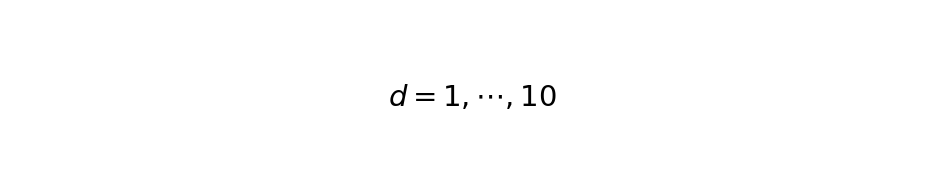 d = 1, ⋯, 10